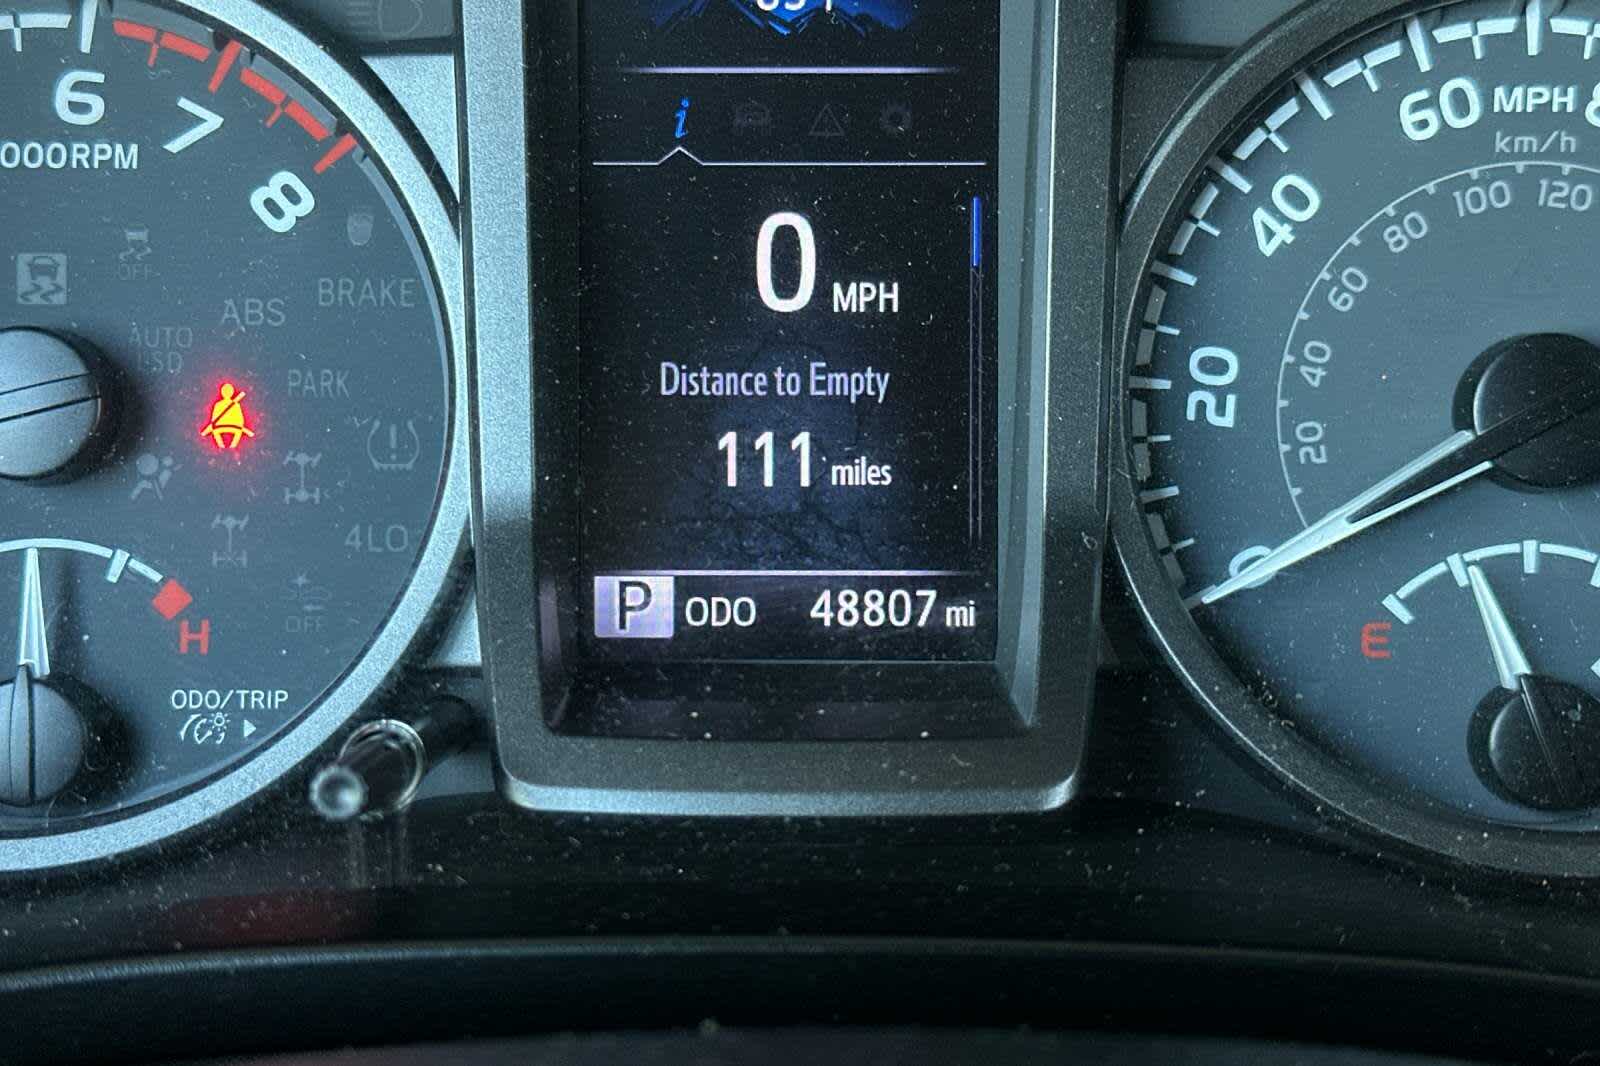 6
7
8
000RPM
OFF
BRAKE
ABS
AUTO
LSD
PARK
4LO
OFF
H
ODO/TRIP
i
0 MPH
Distance to Empty
111 miles
P ODO 48807 mi
0
20
40
60
MPH
km/h
20
40
60
80
100
120
E